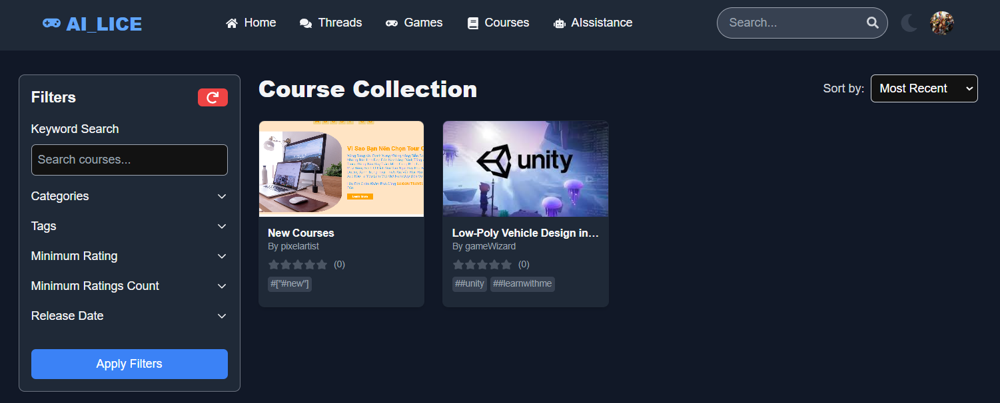 AI_LICE
Home
Threads
Games
Courses
AIssistance
Search...
Filters
Keyword Search
Search courses...
Categories
Tags
Minimum Rating
Minimum Ratings Count
Release Date
Apply Filters
Course Collection
Sort by:
Most Recent
Vì Sao Bạn Nên Chọn Tour
Learn More
New Courses
By pixelartist
(0)
#["#new"]
unity
Low-Poly Vehicle Design in…
By gameWizard
(0)
##unity ##learnwithme